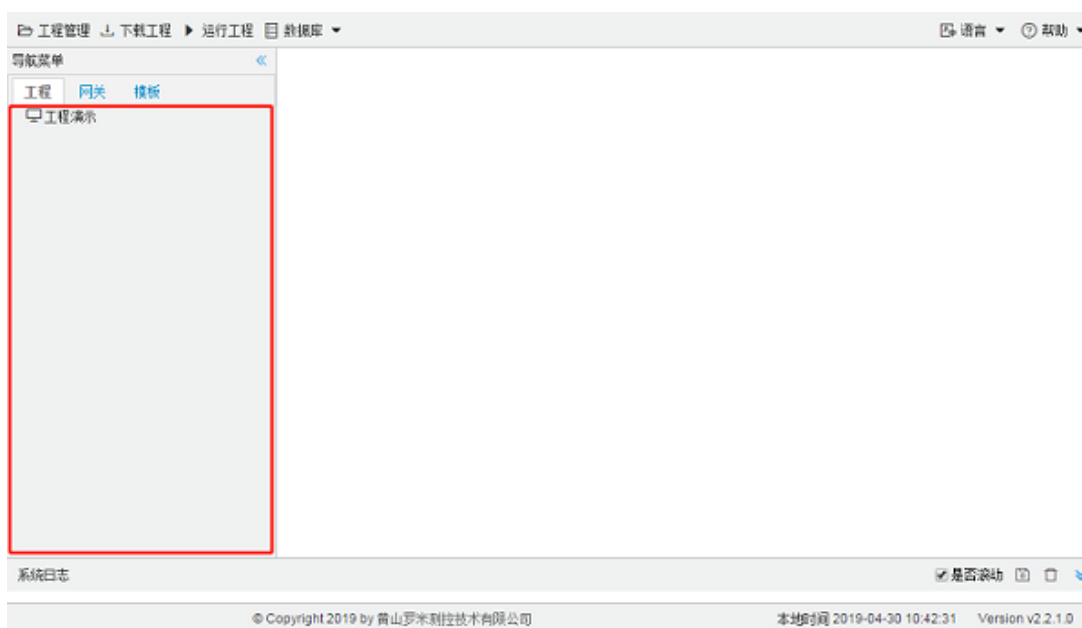 工程管理 下载工程 运行工程 数据库 语言 帮助
导航菜单
工程 网关 模板
工程演示
系统日志 是否滚动
© Copyright 2019 by 黄山罗米测控技术有限公司 本地时间 2019-04-30 10:42:31 Version v2.2.1.0